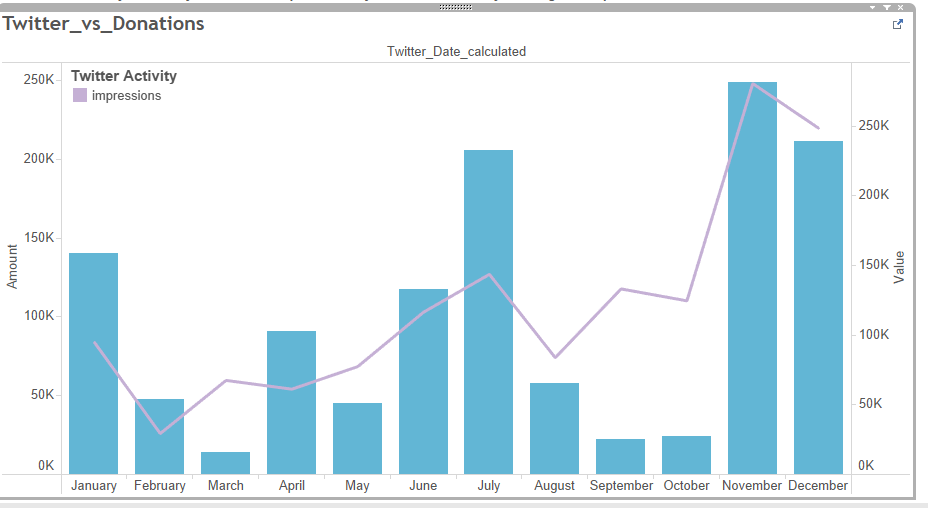 Twitter_vs_Donations
Twitter_Date_calculated
Twitter Activity
impressions
250K
200K
150K
100K
50K
0K
Amount
250K
200K
150K
100K
50K
0K
Value
January February March April May June July August September October November December